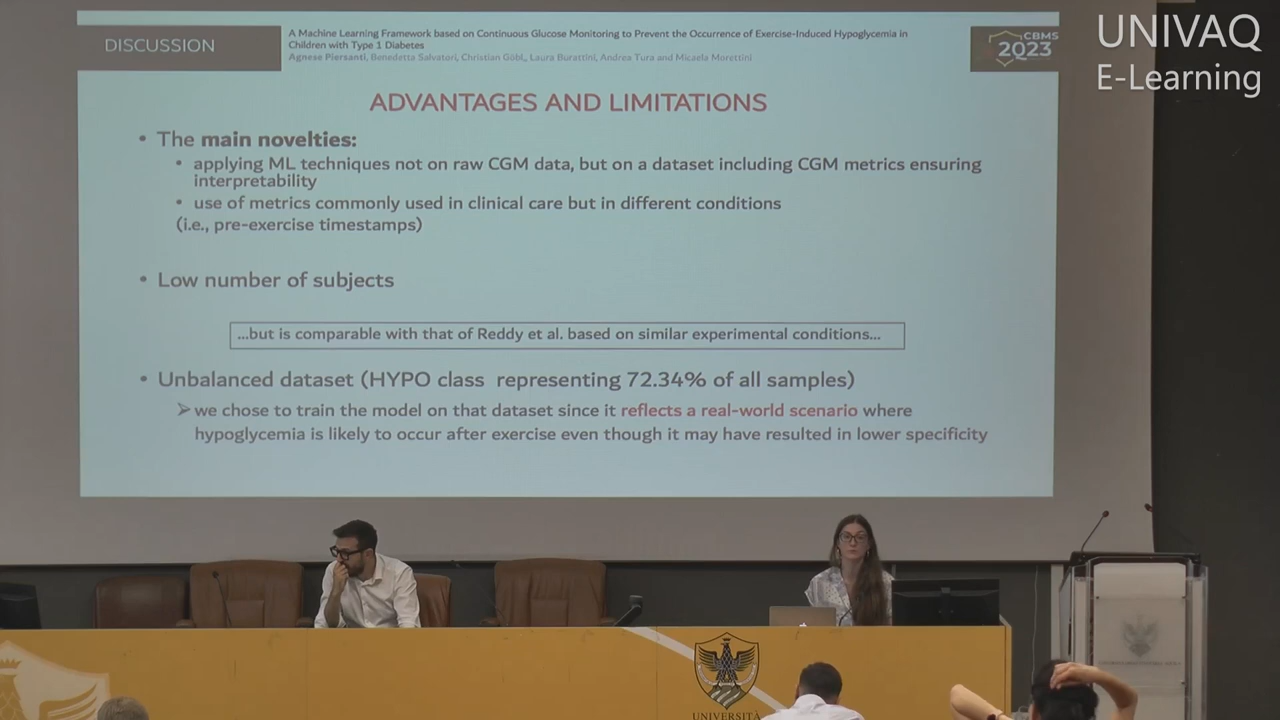 UNIVAQ
E-Learning
DISCUSSION
A Machine Learning Framework based on Continuous Glucose Monitoring to Prevent the Occurrence of Exercise-Induced Hypoglycemia in
Children with Type 1 Diabetes
Agnese Piersanti, Benedetta Salvatori, Christian Göbl, Laura Burattini, Andrea Tura and Micaela Morettini
CBMS
2023
ADVANTAGES AND LIMITATIONS
• The main novelties:
• applying ML techniques not on raw CGM data, but on a dataset including CGM metrics ensuring
interpretability
• use of metrics commonly used in clinical care but in different conditions
(i.e., pre-exercise timestamps)
• Low number of subjects
...but is comparable with that of Reddy et al. based on similar experimental conditions...
• Unbalanced dataset (HYPO class representing 72.34% of all samples)
➢ we chose to train the model on that dataset since it reflects a real-world scenario where
hypoglycemia is likely to occur after exercise even though it may have resulted in lower specificity
UNIVERSITÀ